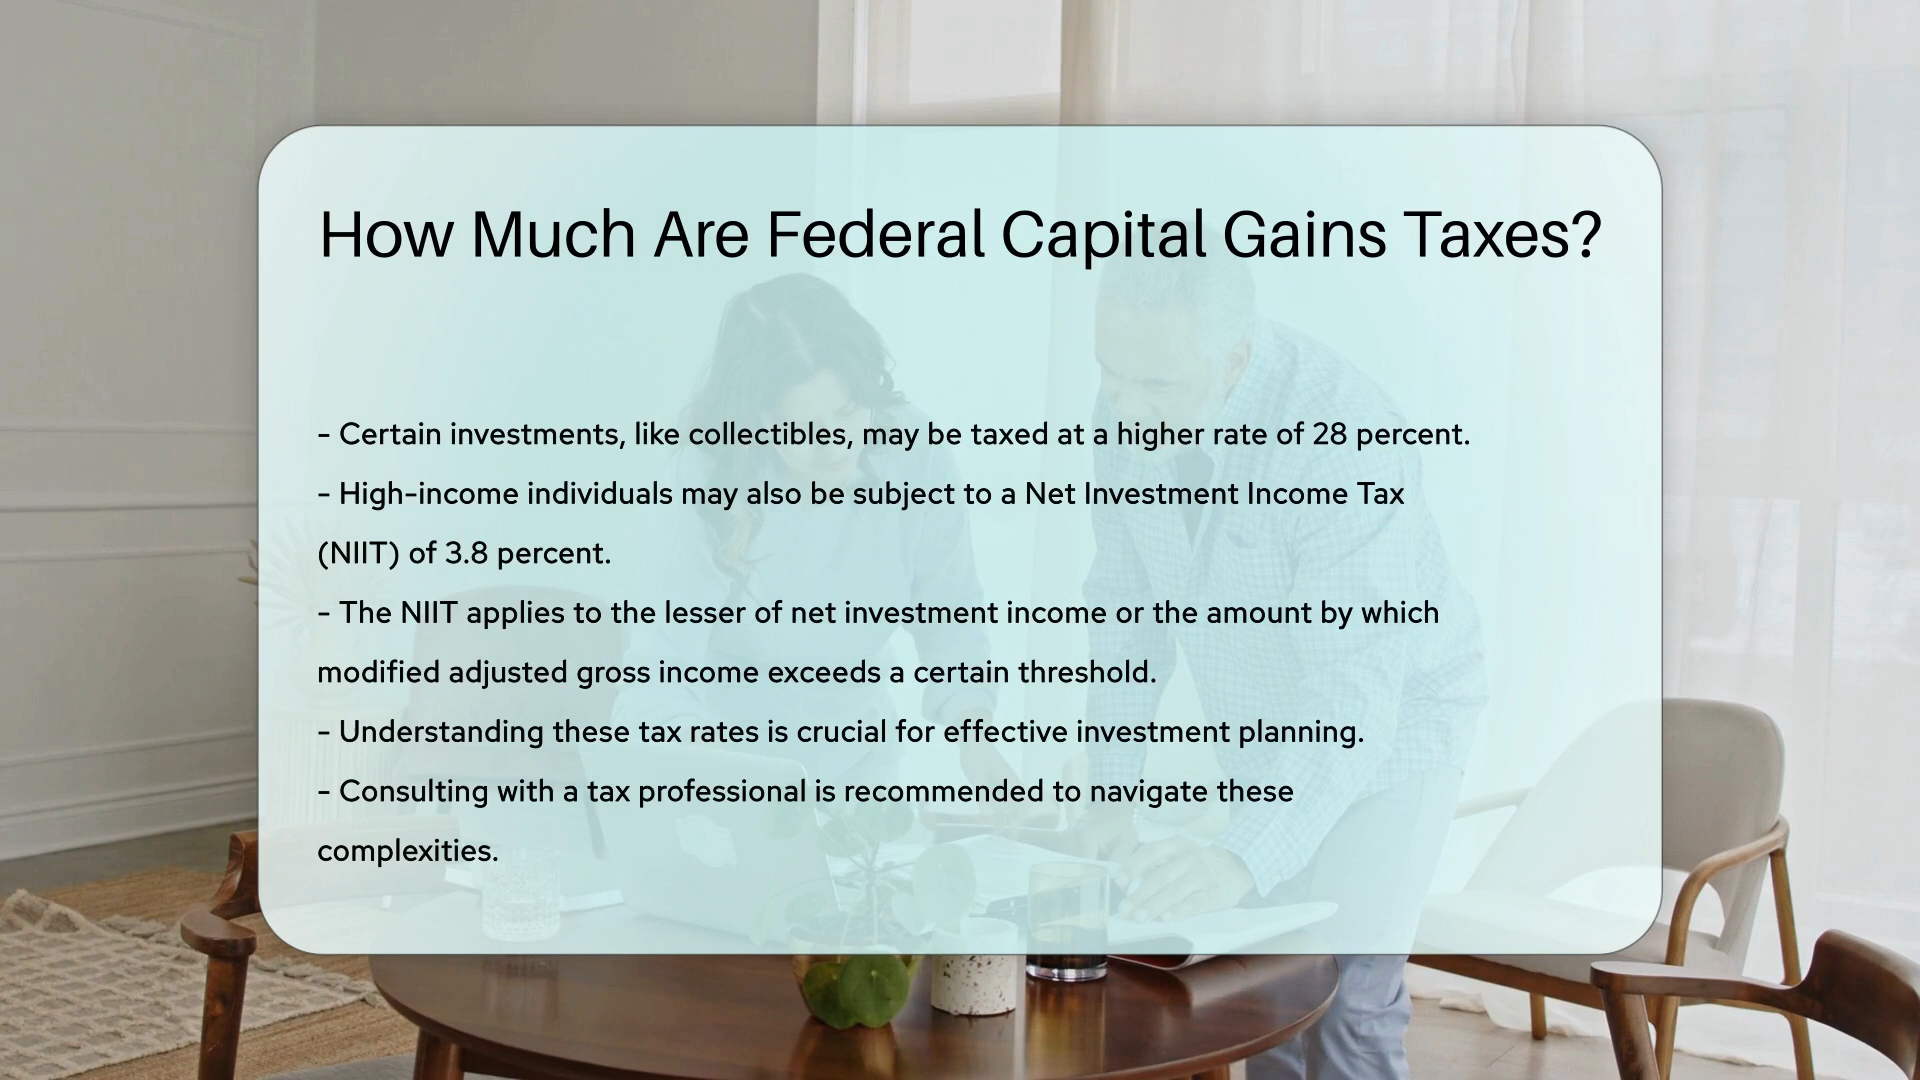 How Much Are Federal Capital Gains Taxes?
- Certain investments, like collectibles, may be taxed at a higher rate of 28 percent.
- High-income individuals may also be subject to a Net Investment Income Tax
(NIIT) of 3.8 percent.
- The NIIT applies to the lesser of net investment income or the amount by which
modified adjusted gross income exceeds a certain threshold.
- Understanding these tax rates is crucial for effective investment planning.
- Consulting with a tax professional is recommended to navigate these
complexities.